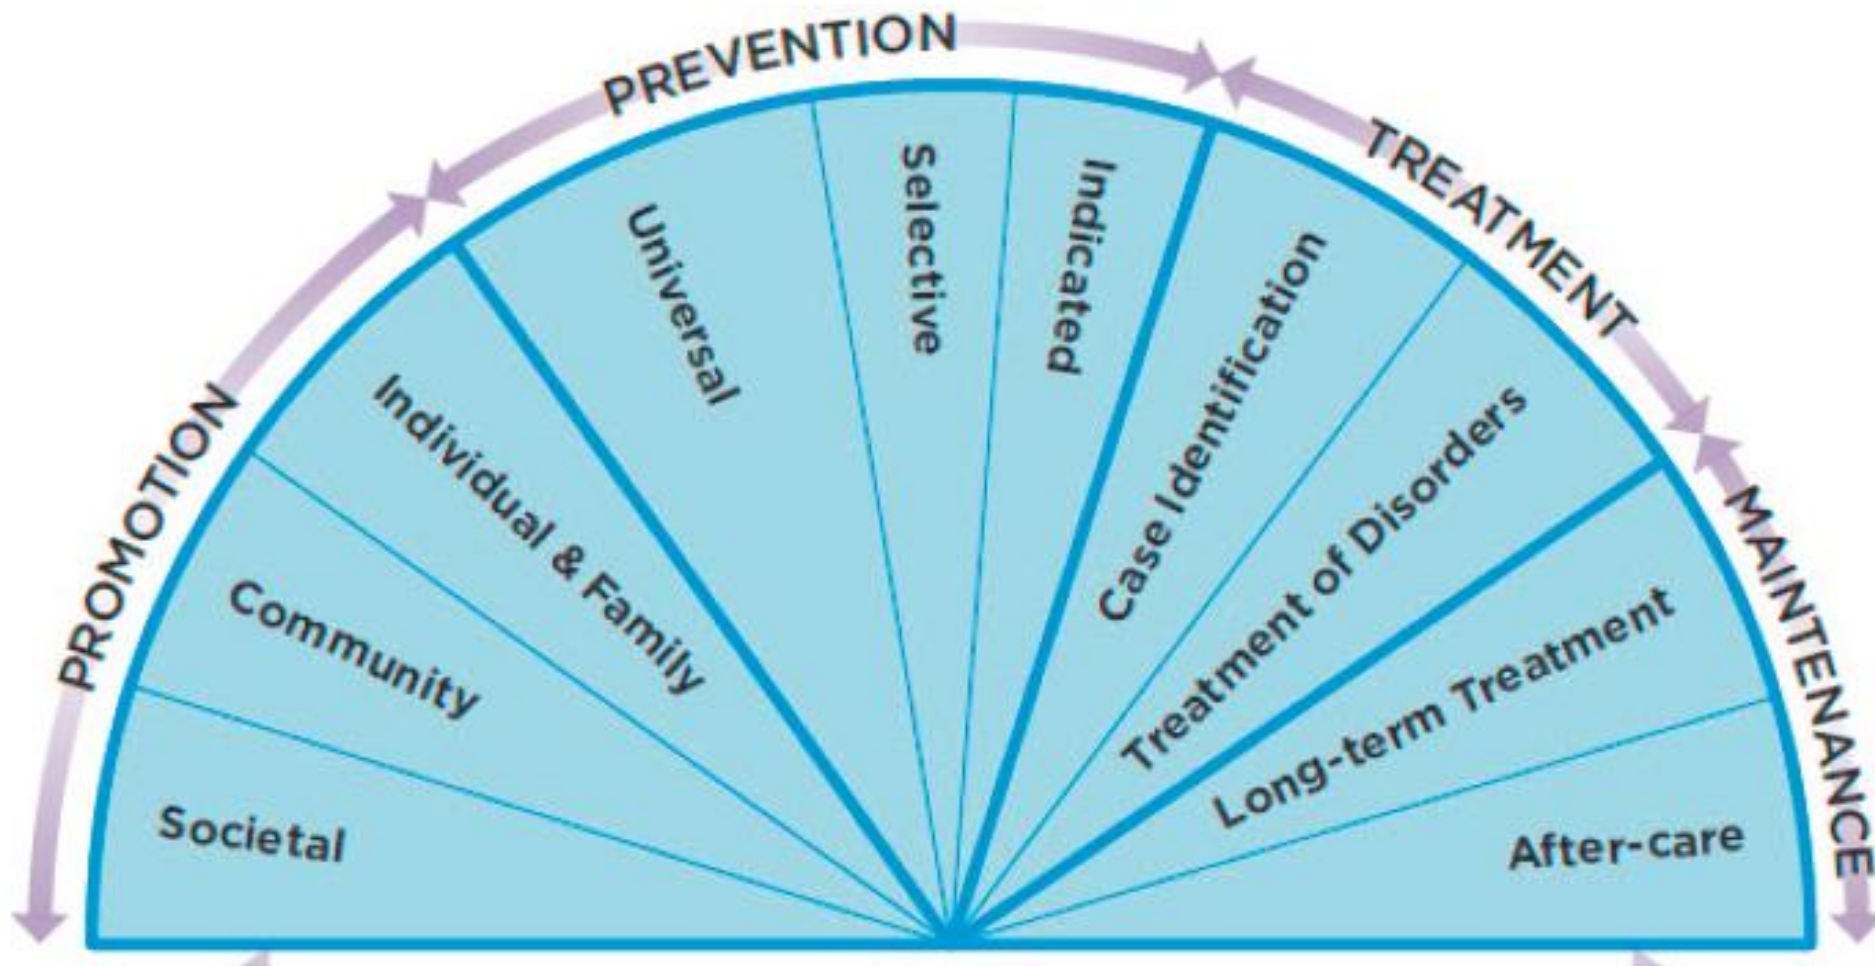 PROMOTION
PREVENTION
TREATMENT
MAINTENANCE
Societal
Community
Individual & Family
Universal
Selective
Indicated
Case Identification
Treatment of Disorders
Long-term Treatment
After-care